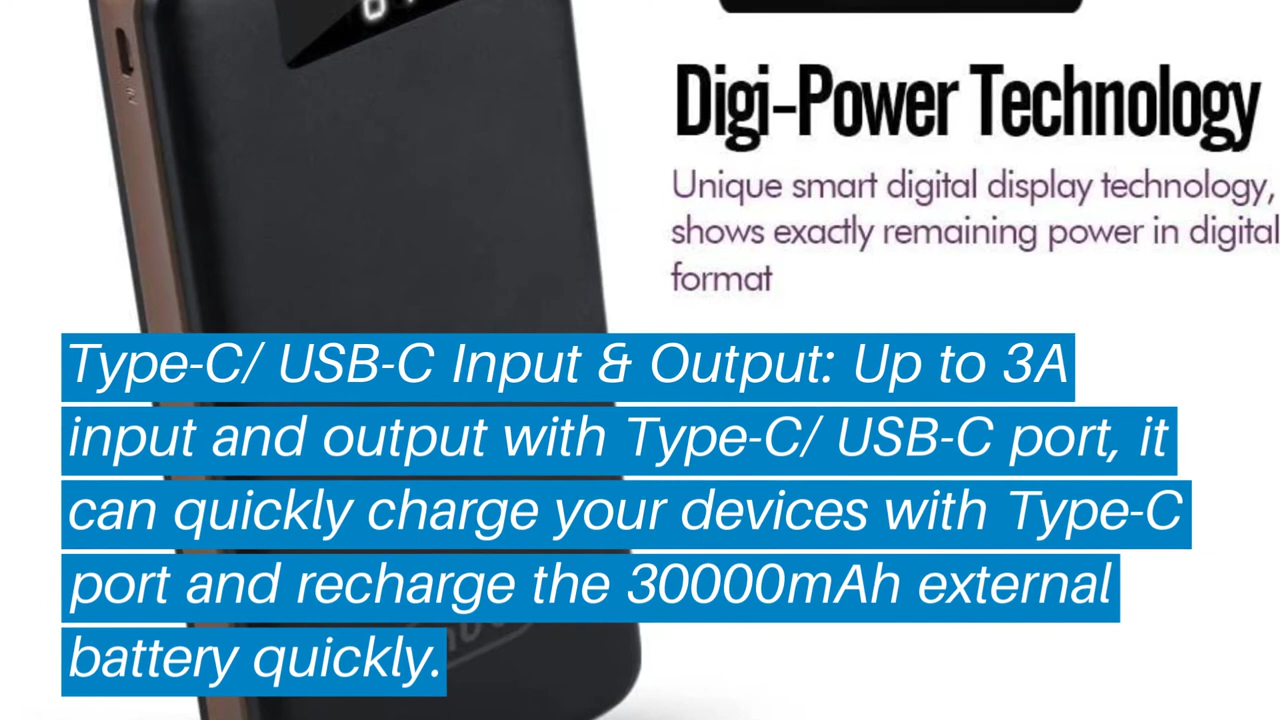 Digi-Power Technology
Unique smart digital display technology,
shows exactly remaining power in digital
format
Type-C/ USB-C Input & Output: Up to 3A
input and output with Type-C/ USB-C port, it
can quickly charge your devices with Type-C
port and recharge the 30000mAh external
battery quickly.